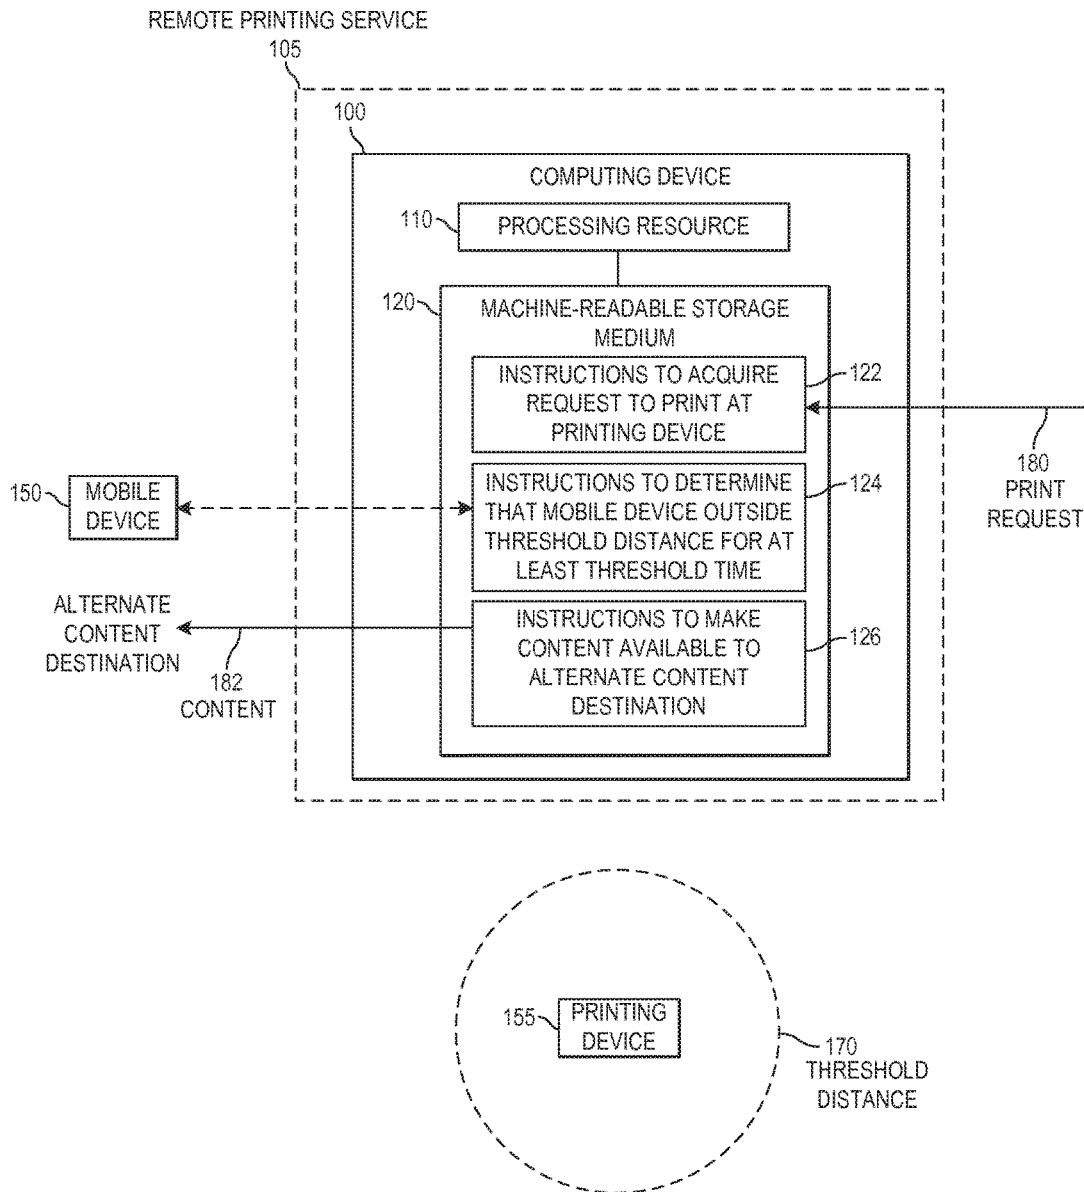 REMOTE PRINTING SERVICE
105
100
COMPUTING DEVICE
110
PROCESSING RESOURCE
120
MACHINE-READABLE STORAGE
MEDIUM
INSTRUCTIONS TO ACQUIRE
REQUEST TO PRINT AT
PRINTING DEVICE
122
180
PRINT
REQUEST
150
MOBILE
DEVICE
INSTRUCTIONS TO DETERMINE
THAT MOBILE DEVICE OUTSIDE
THRESHOLD DISTANCE FOR AT
LEAST THRESHOLD TIME
124
ALTERNATE
CONTENT
DESTINATION
182
CONTENT
INSTRUCTIONS TO MAKE
CONTENT AVAILABLE TO
ALTERNATE CONTENT
DESTINATION
126
155
PRINTING
DEVICE
170
THRESHOLD
DISTANCE